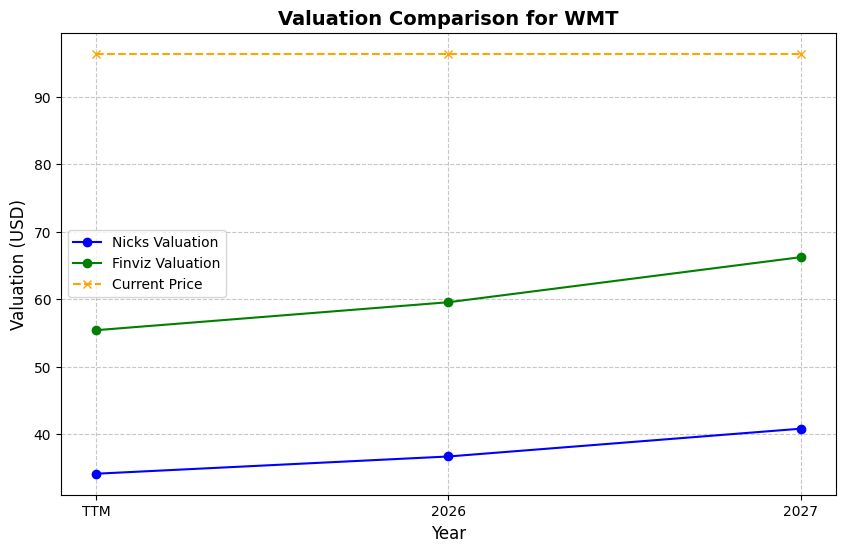 Valuation Comparison for WMT
Valuation (USD)
90
80
70
60
50
40
Nicks Valuation
Finviz Valuation
Current Price
TTM
2026
2027
Year